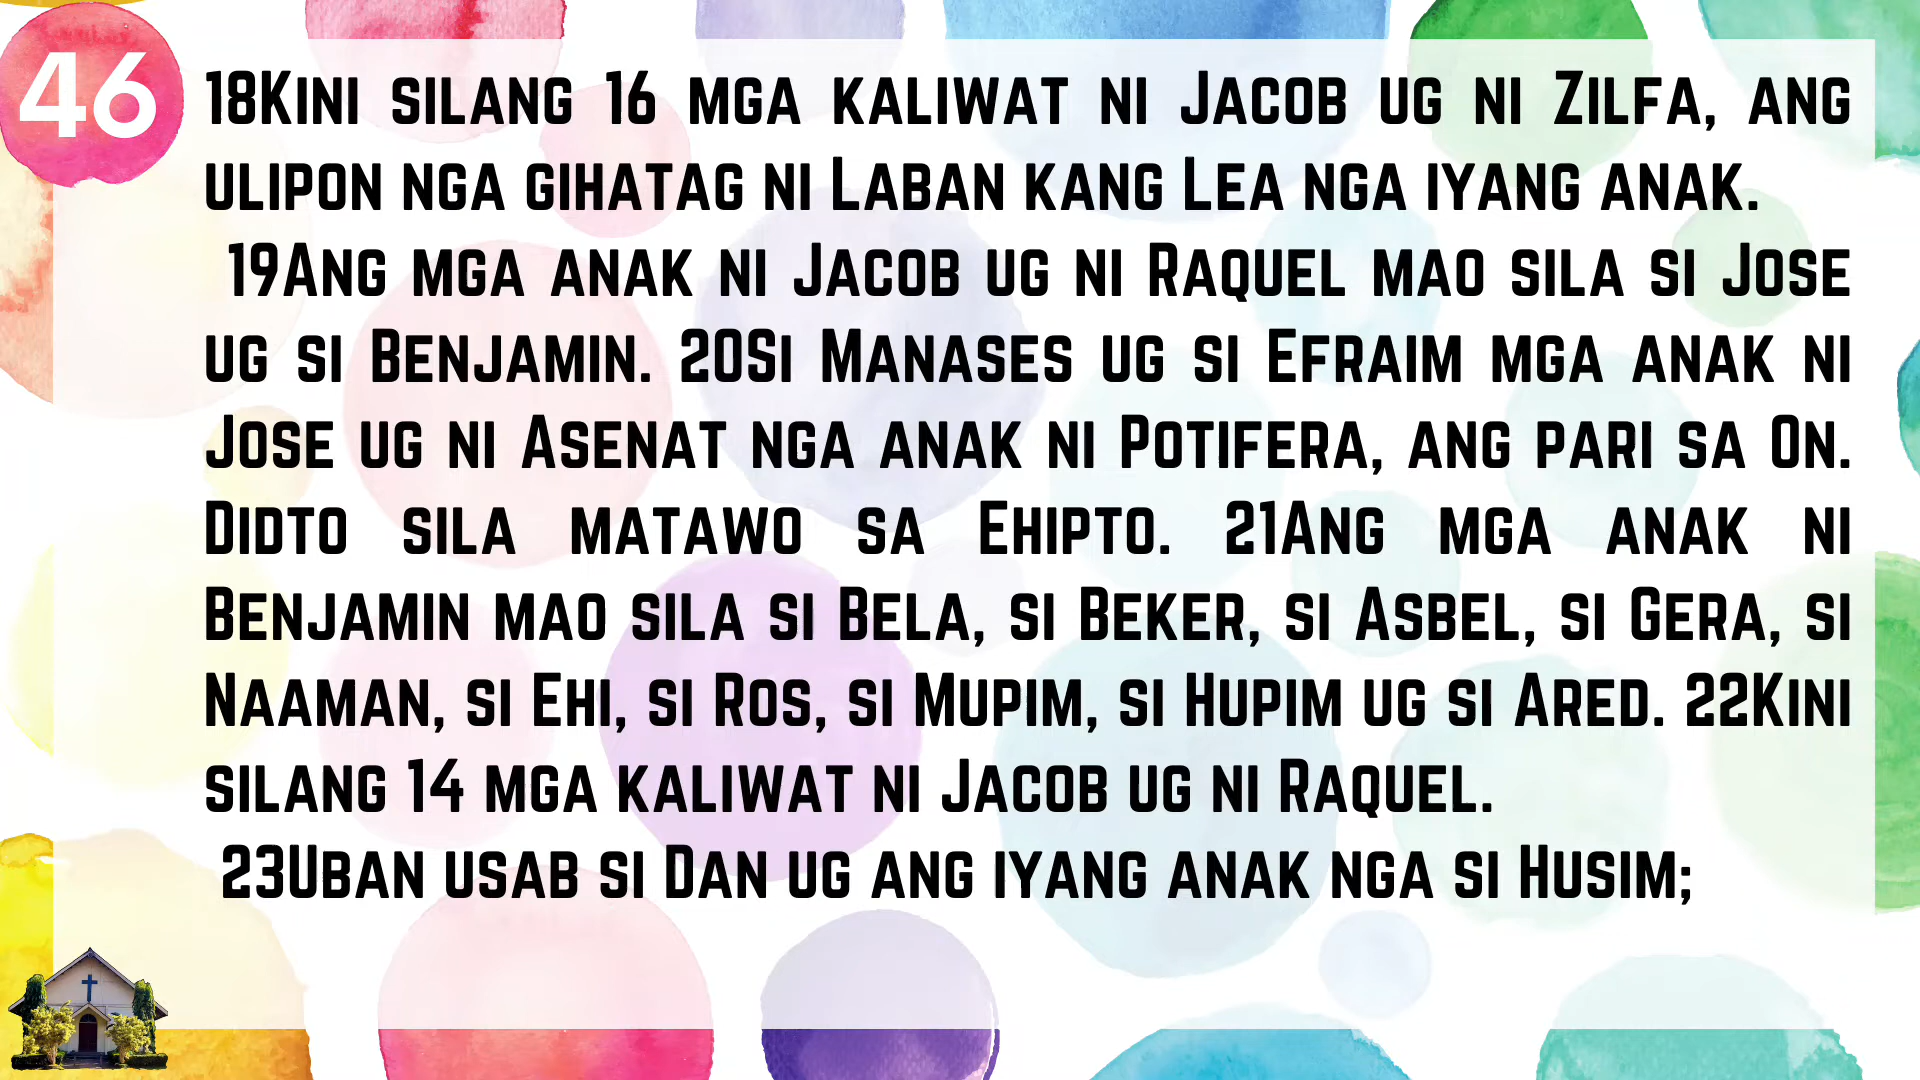 46
18Kini silang 16 mga kaliwat ni Jacob ug ni Zilfa, ang
ulipon nga gihatag ni Laban kang Lea nga iyang anak.
19Ang mga anak ni Jacob ug ni Raquel mao sila si Jose
ug si Benjamin. 20Si Manases ug si Efraim mga anak ni
Jose ug ni Asenat nga anak ni Potifera, ang pari sa On.
Didto sila matawo sa Ehipto. 21Ang mga anak ni
Benjamin mao sila si Bela, si Beker, si Asbel, si Gera, si
Naaman, si Ehi, si Ros, si Mupim, si Hupim ug si Ared. 22Kini
silang 14 mga kaliwat ni Jacob ug ni Raquel.
23Uban usab si Dan ug ang iyang anak nga si Husim;